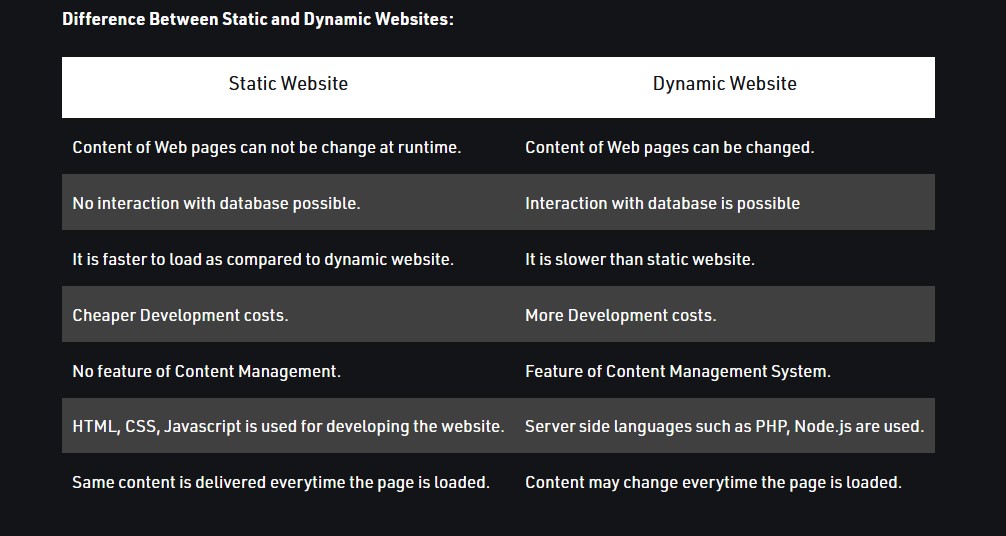 Difference Between Static and Dynamic Websites:
Static Website Dynamic Website
Content of Web pages can not be change at runtime. Content of Web pages can be changed.
No interaction with database possible. Interaction with database is possible
It is faster to load as compared to dynamic website. It is slower than static website.
Cheaper Development costs. More Development costs.
No feature of Content Management. Feature of Content Management System.
HTML, CSS, Javascript is used for developing the website. Server side languages such as PHP, Node.js are used.
Same content is delivered everytime the page is loaded. Content may change everytime the page is loaded.